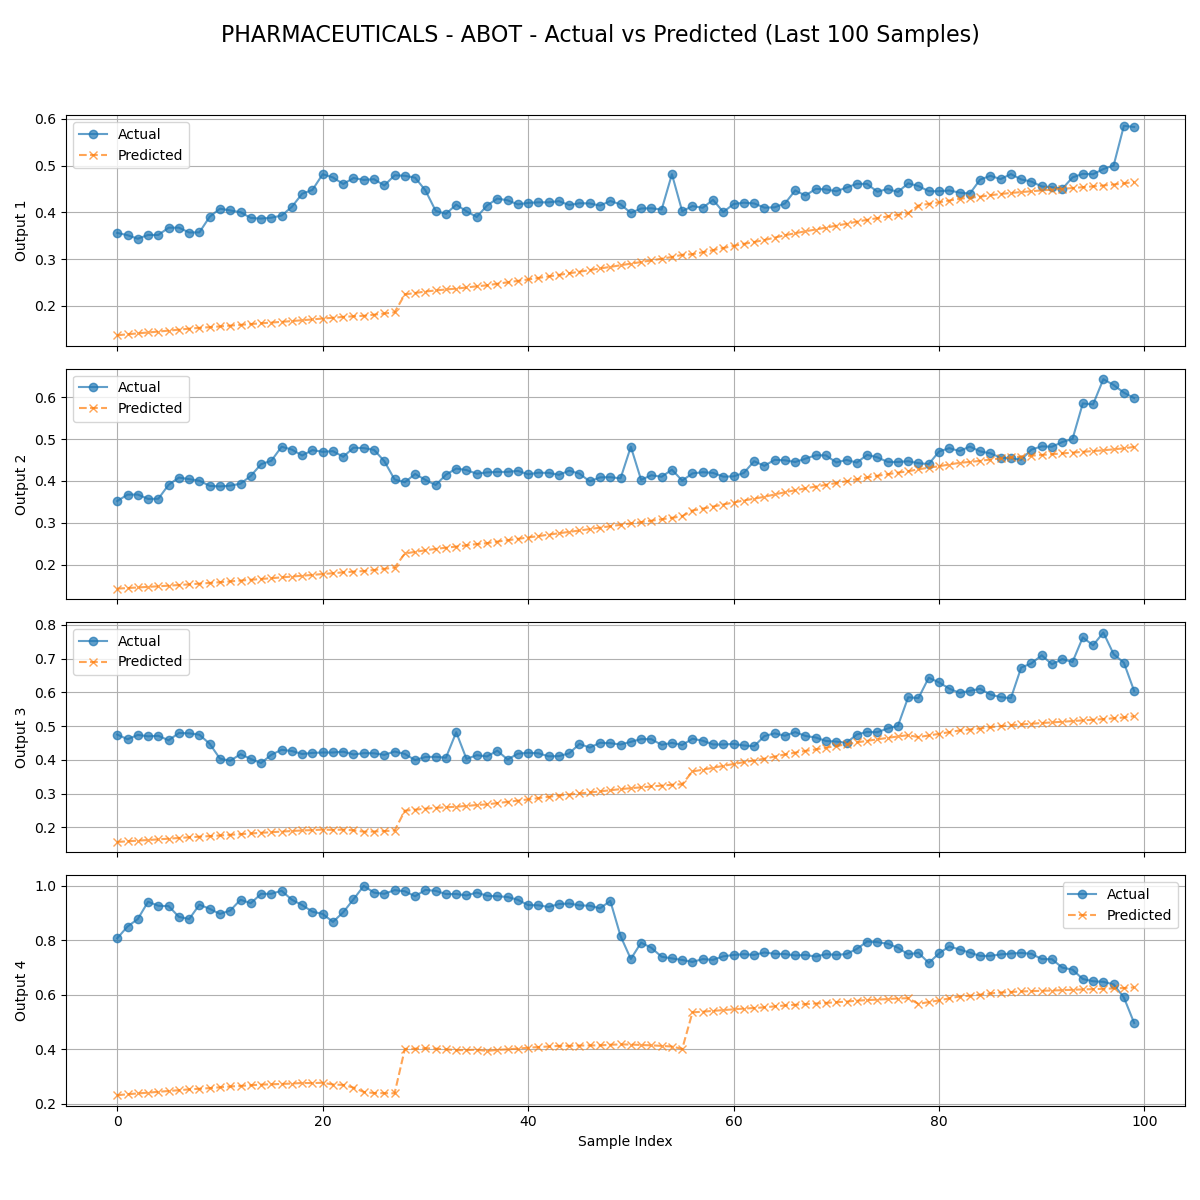 PHARMACEUTICALS - ABOT - Actual vs Predicted (Last 100 Samples)
0.6
0.5
0.4
0.3
0.2
Output 1
Actual
Predicted
0.6
0.5
0.4
0.3
0.2
Output 2
Actual
Predicted
0.8
0.7
0.6
0.5
0.4
0.3
0.2
Output 3
Actual
Predicted
1.0
0.8
0.6
0.4
0.2
Output 4
Actual
Predicted
0 20 40 60 80 100
Sample Index